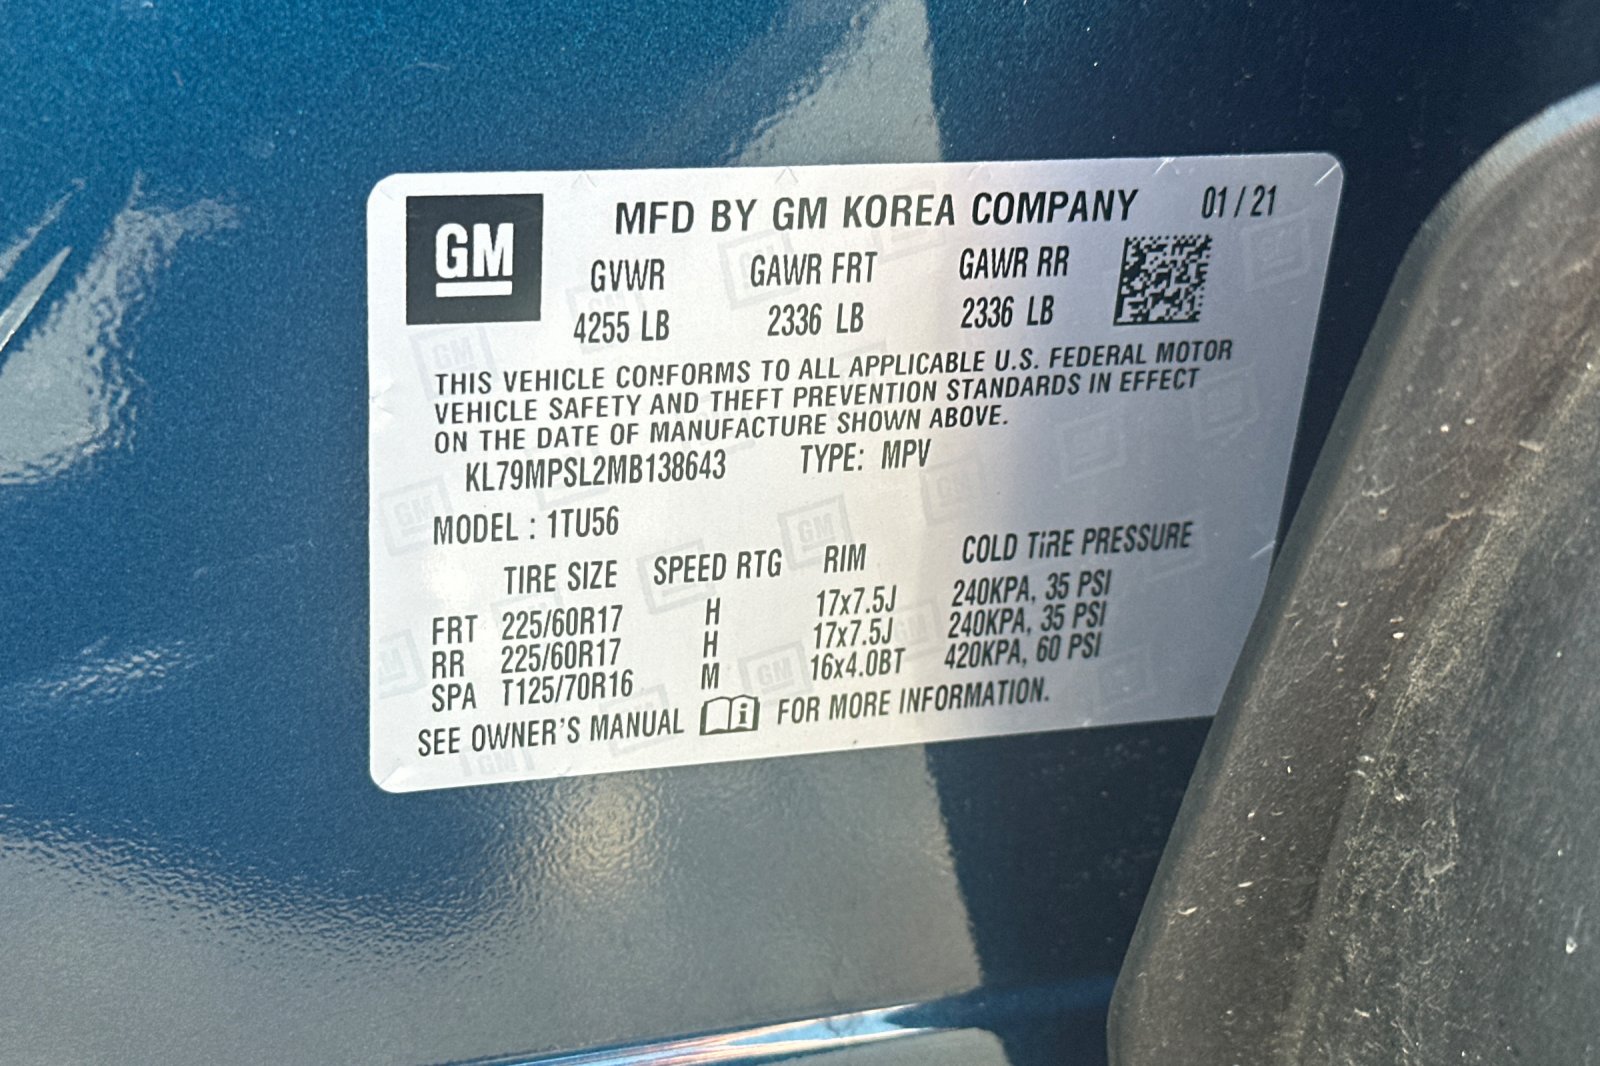 GM MFD BY GM KOREA COMPANY 01 / 21
GVWR GAWR FRT GAWR RR
4255 LB 2336 LB 2336 LB
THIS VEHICLE CONFORMS TO ALL APPLICABLE U.S. FEDERAL MOTOR
VEHICLE SAFETY AND THEFT PREVENTION STANDARDS IN EFFECT
ON THE DATE OF MANUFACTURE SHOWN ABOVE.
KL79MPSL2MB138643 TYPE: MPV
MODEL : 1TU56
TIRE SIZE SPEED RTG RIM COLD TIRE PRESSURE
FRT 225/60R17 H 17x7.5J 240KPA, 35 PSI
RR 225/60R17 H 17x7.5J 240KPA, 35 PSI
SPA T125/70R16 M 16x4.0BT 420KPA, 60 PSI
SEE OWNER'S MANUAL i FOR MORE INFORMATION.